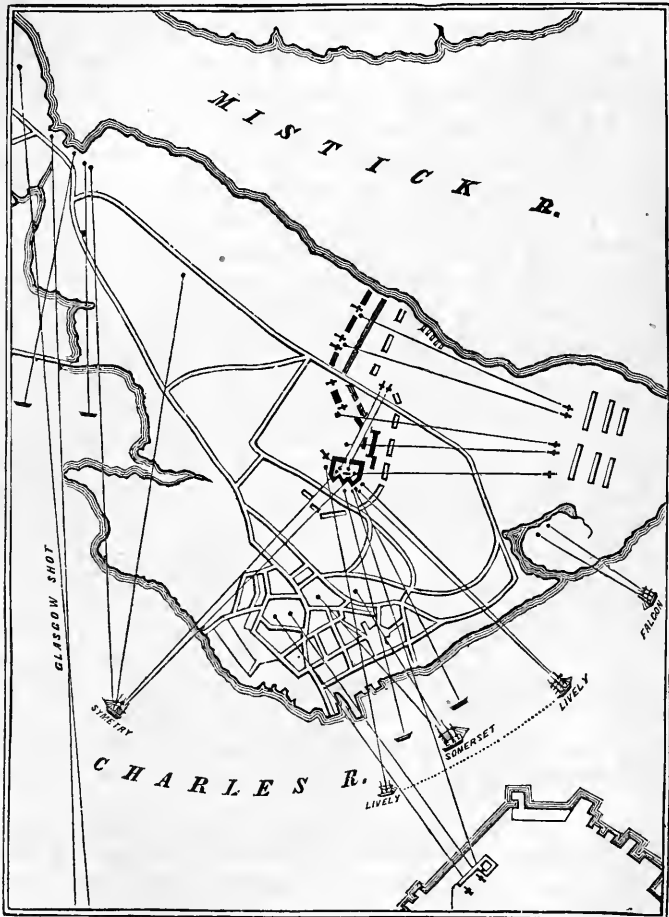 MISTICK R.
GLASGOW SHOT
FALCON
SYMETRY
LIVELY
SOMERSET
CHARLES R.
LIVELY